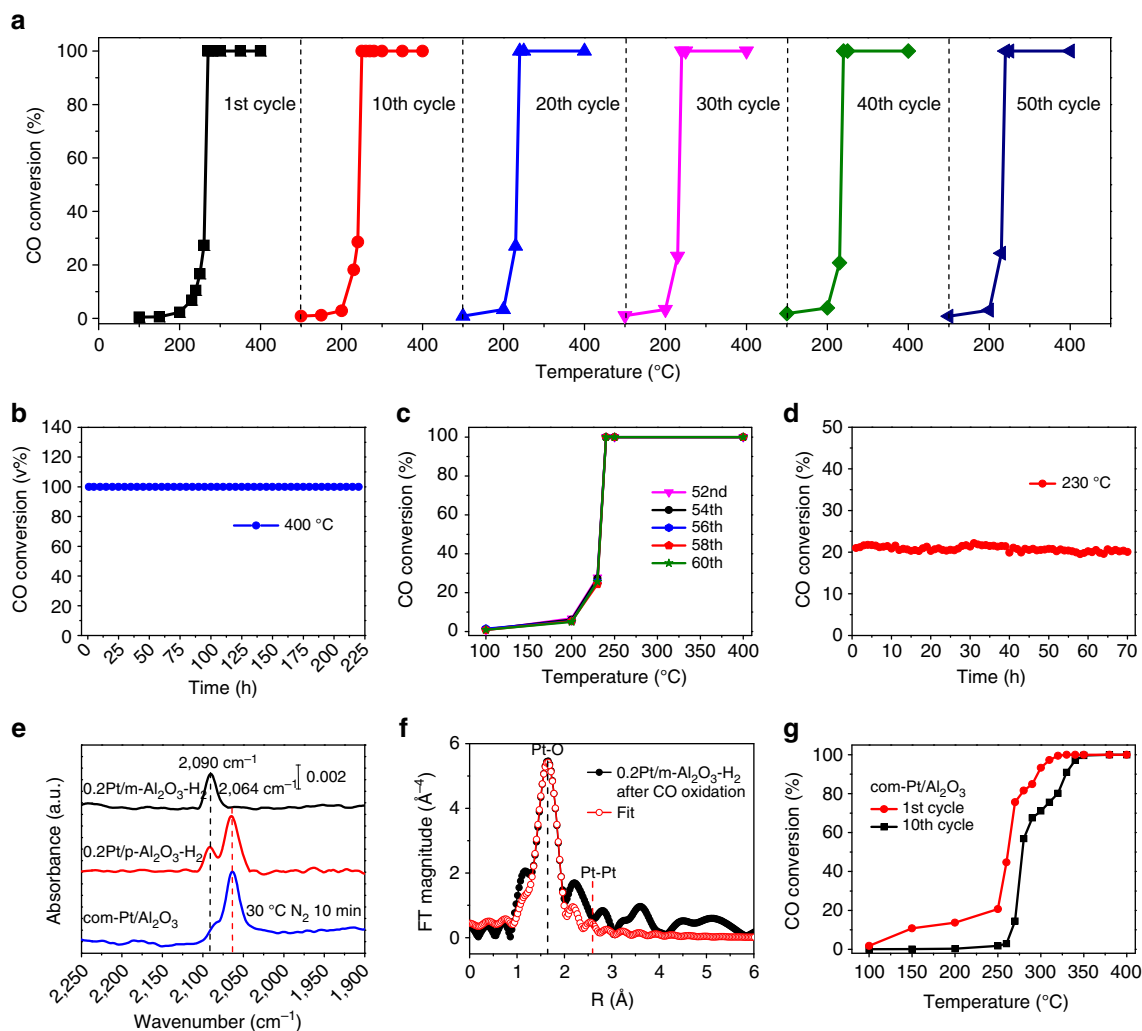 a
100
80
60
40
20
0
CO conversion (%)
1st cycle
10th cycle
20th cycle
30th cycle
40th cycle
50th cycle
200 400 200 400 200 400 200 400 200 400 200 400
Temperature (°C)
b
140
120
100
80
60
40
20
0
CO conversion (v%)
400 °C
0 25 50 75 100 125 150 175 200 225
Time (h)
c
100
80
60
40
20
0
CO conversion (%)
52nd
54th
56th
58th
60th
100 150 200 250 300 350 400
Temperature (°C)
d
50
40
30
20
10
0
CO conversion (%)
230 °C
0 10 20 30 40 50 60 70
Time (h)
e
Absorbance (a.u.)
2,090 cm⁻¹
0.002
0.2Pt/m-Al₂O₃-H₂
2,064 cm⁻¹
0.2Pt/p-Al₂O₃-H₂
com-Pt/Al₂O₃
30 °C N₂ 10 min
2,250 2,200 2,150 2,100 2,050 2,000 1,950 1,900
Wavenumber (cm⁻¹)
f
6
4
2
0
FT magnitude (Å⁻⁴)
Pt-O
0.2Pt/m-Al₂O₃-H₂
after CO oxidation
Fit
Pt-Pt
0 1 2 3 4 5 6
R (Å)
g
100
80
60
40
20
0
CO conversion (%)
com-Pt/Al₂O₃
1st cycle
10th cycle
100 150 200 250 300 350 400
Temperature (°C)